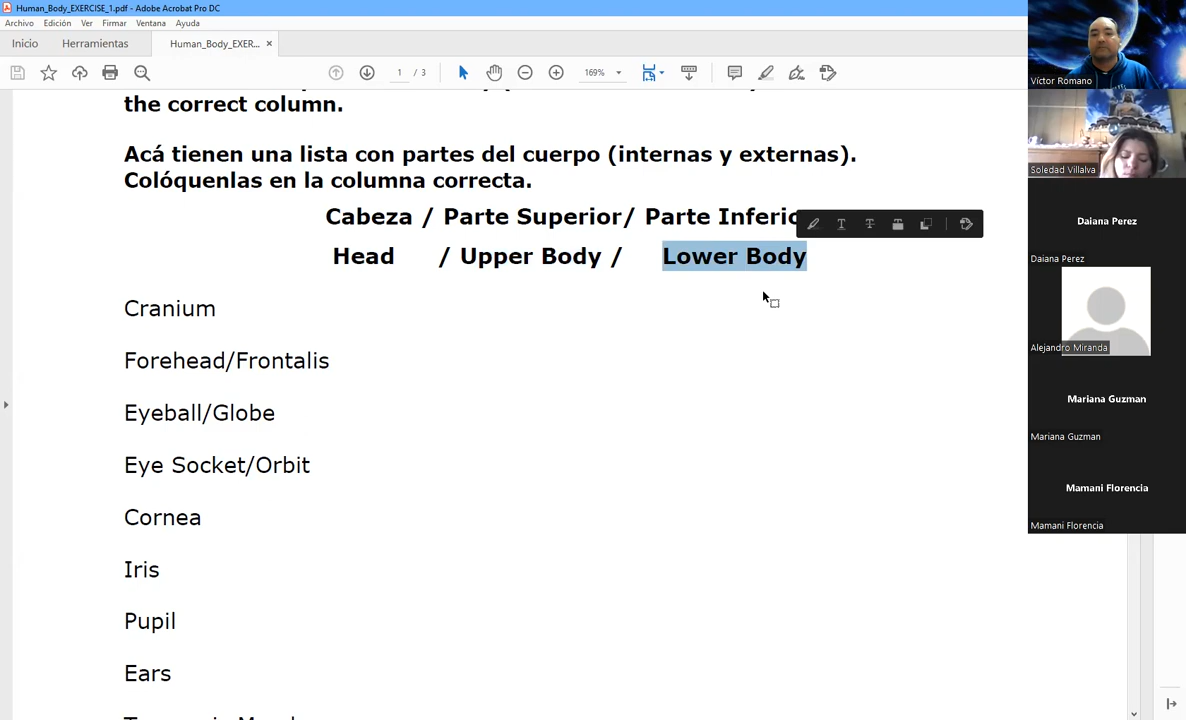 Human_Body_EXERCISE_1.pdf - Adobe Acrobat Pro DC
Archivo Edición Ver Firmar Ventana Ayuda
Inicio Herramientas Human_Body_EXER... ×
1 / 3 169%
the correct column.
Acá tienen una lista con partes del cuerpo (internas y externas).
Colóquenlas en la columna correcta.
Cabeza / Parte Superior/ Parte Inferio
Head / Upper Body / Lower Body
Cranium
Forehead/Frontalis
Eyeball/Globe
Eye Socket/Orbit
Cornea
Iris
Pupil
Ears
Víctor Romano
Soledad Villalva
Daiana Perez
Daiana Perez
Alejandro Miranda
Mariana Guzman
Mariana Guzman
Mamani Florencia
Mamani Florencia